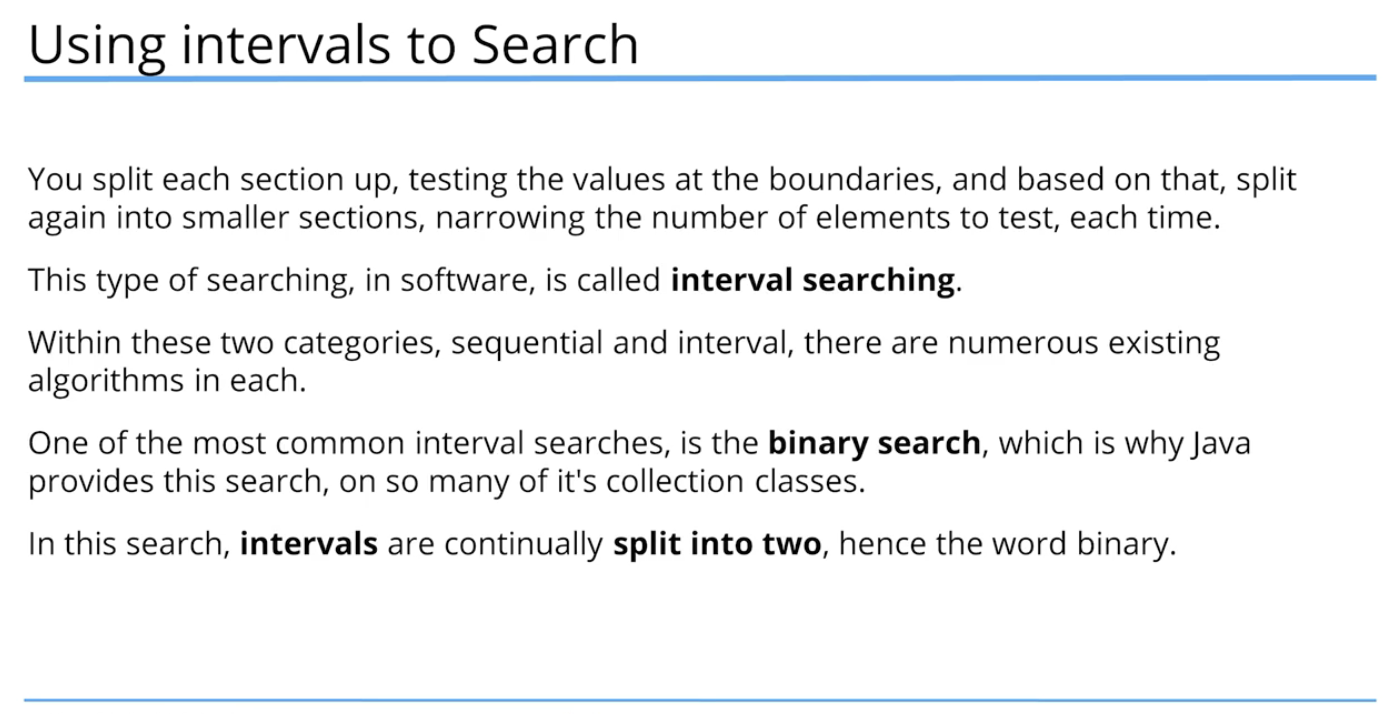 Using intervals to Search
You split each section up, testing the values at the boundaries, and based on that, split
again into smaller sections, narrowing the number of elements to test, each time.
This type of searching, in software, is called interval searching.
Within these two categories, sequential and interval, there are numerous existing
algorithms in each.
One of the most common interval searches, is the binary search, which is why Java
provides this search, on so many of it's collection classes.
In this search, intervals are continually split into two, hence the word binary.